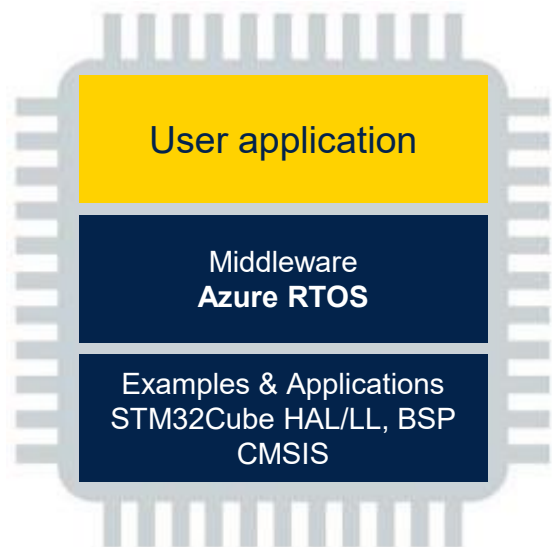 User application
Middleware
Azure RTOS
Examples & Applications
STM32Cube HAL/LL, BSP
CMSIS